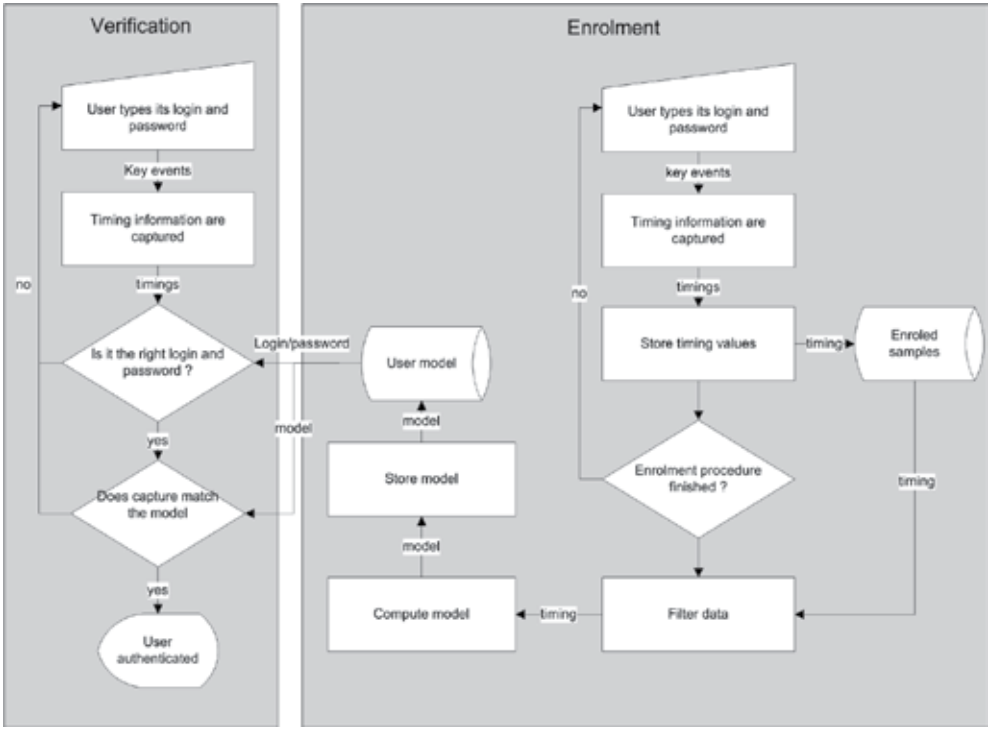 Verification
User types its login and
password
Key events
Timing information are
captured
timings
no
Is it the right login and
password ?
yes
Does capture match
the model
yes
User
authenticated
Login/password
model
Enrolment
User types its login and
password
key events
Timing information are
captured
timings
no
Store timing values
timing
Enroled
samples
Enrolment procedure
finished ?
timing
Filter data
timing
Compute model
model
Store model
model
User model